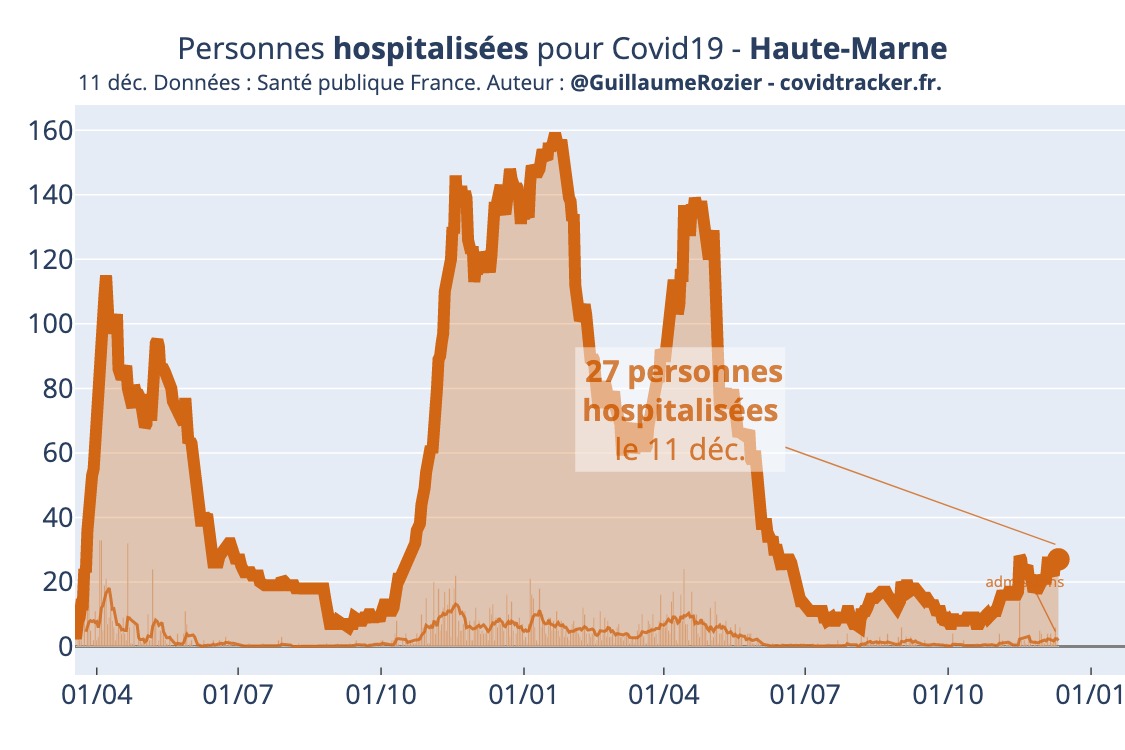 Personnes hospitalisées pour Covid19 - Haute-Marne
11 déc. Données : Santé publique France. Auteur : @GuillaumeRozier - covidtracker.fr.
160
140
120
100
80
60
40
20
0
27 personnes
hospitalisées
le 11 déc.
admissions
01/04 01/07 01/10 01/01 01/04 01/07 01/10 01/01